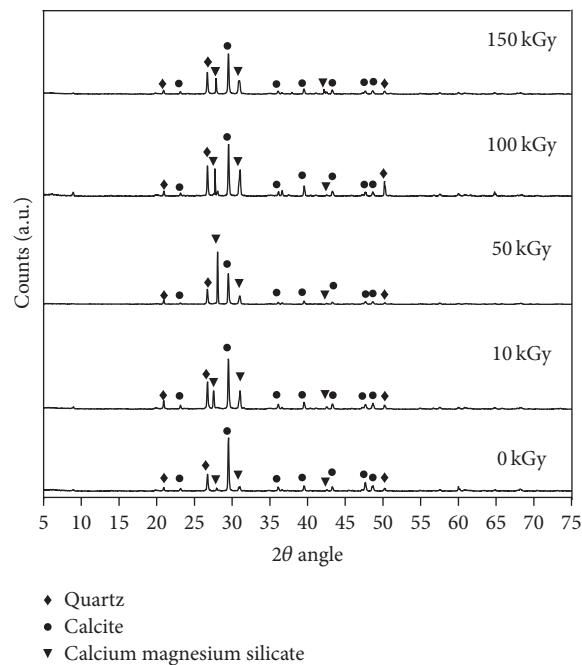 150 kGy
100 kGy
50 kGy
10 kGy
0 kGy
Counts (a.u.)
5 10 15 20 25 30 35 40 45 50 55 60 65 70 75
2θ angle
Quartz
Calcite
Calcium magnesium silicate